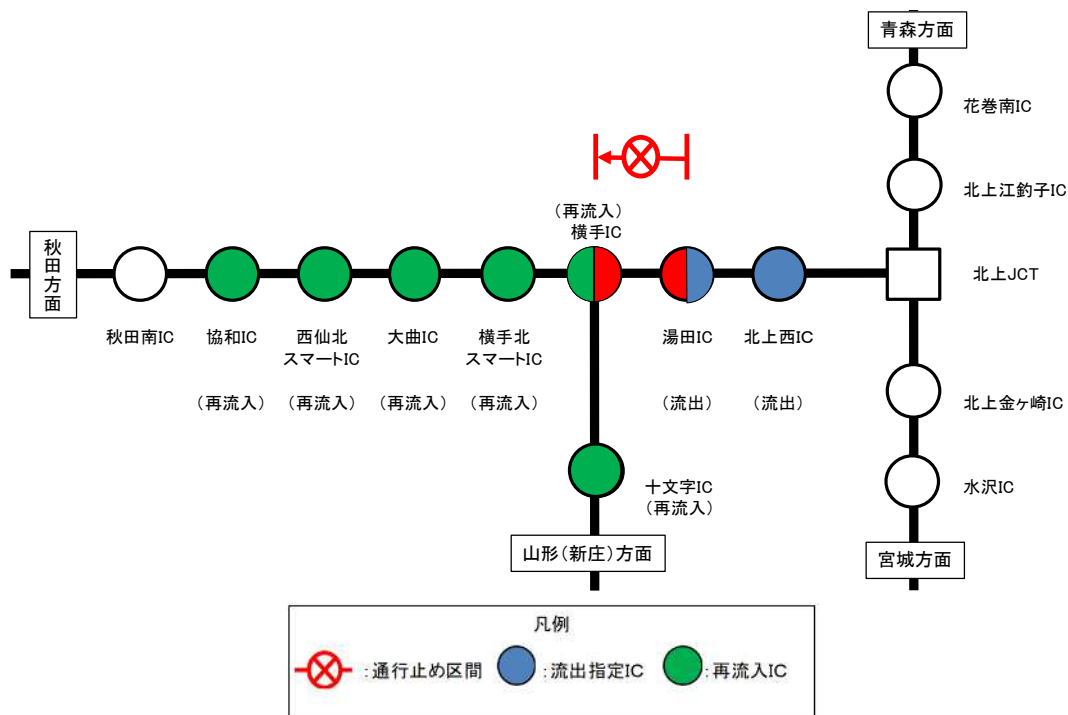 青森方面
花巻南IC
北上江釣子IC
(再流入)
横手IC
秋田方面
北上JCT
秋田南IC
協和IC
西仙北
スマートIC
大曲IC
横手北
スマートIC
湯田IC
北上西IC
(再流入)
(再流入)
(再流入)
(再流入)
(流出)
(流出)
北上金ヶ崎IC
十文字IC
(再流入)
水沢IC
山形(新庄)方面
宮城方面
凡例
:通行止め区間
:流出指定IC
:再流入IC